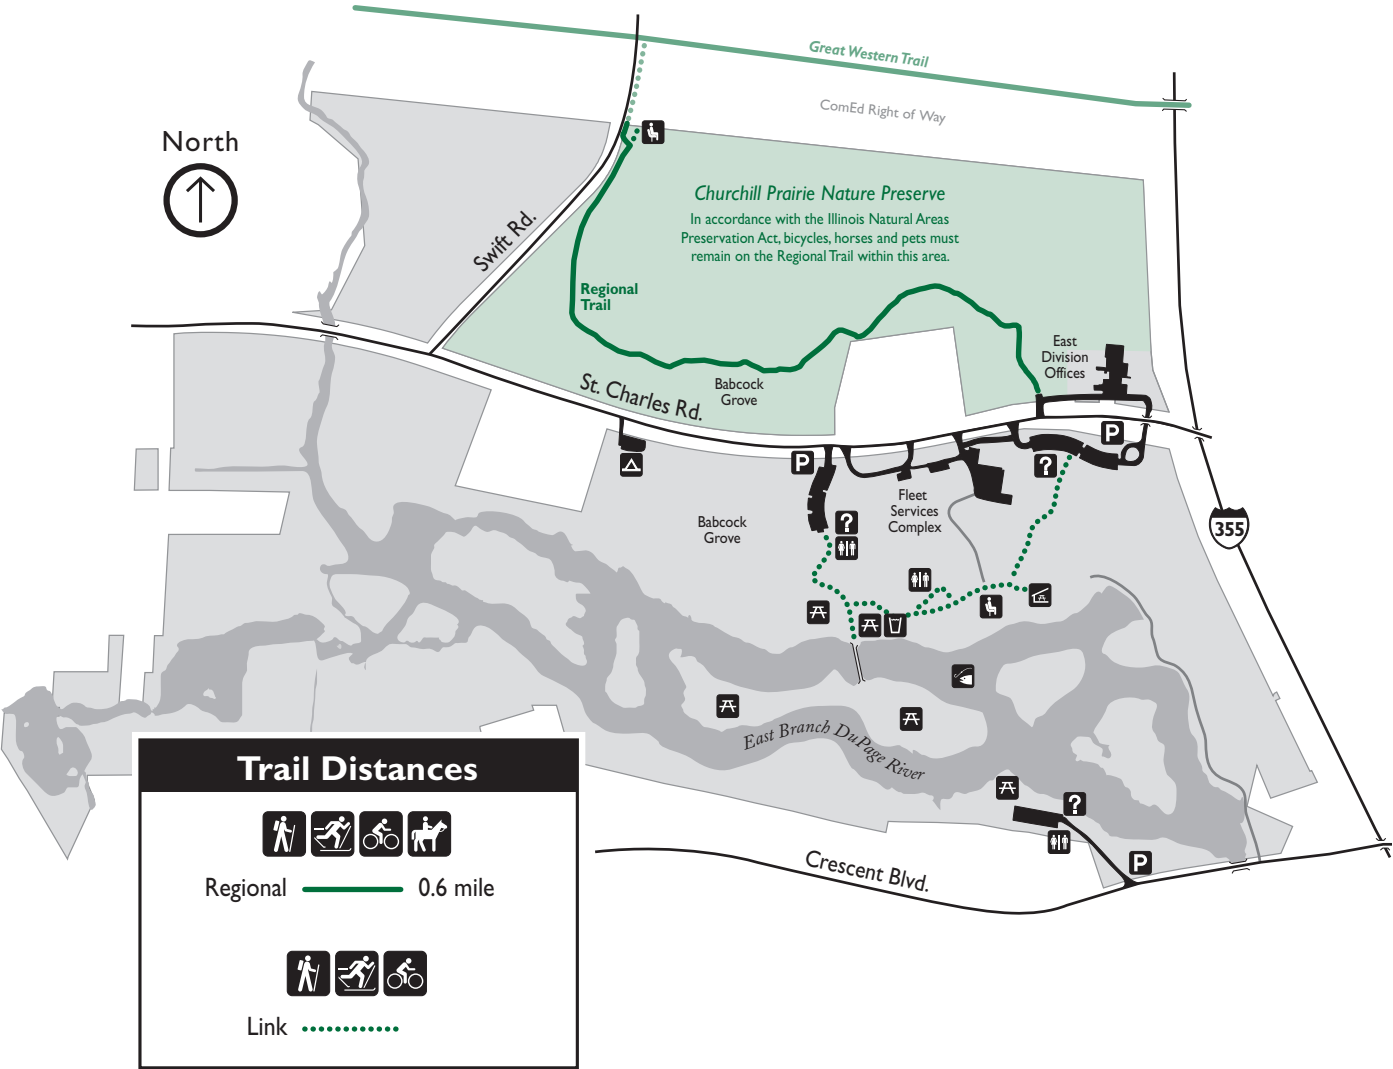 Great Western Trail
ComEd Right of Way
North
Churchill Prairie Nature Preserve
In accordance with the Illinois Natural Areas
Preservation Act, bicycles, horses and pets must
remain on the Regional Trail within this area.
Swift Rd.
Regional
Trail
East
Division
Offices
Babcock
Grove
St. Charles Rd.
P
P
?
Fleet
Services
Complex
Babcock
Grove
?
355
East Branch DuPage River
?
P
Crescent Blvd.
Trail Distances
Regional 0.6 mile
Link